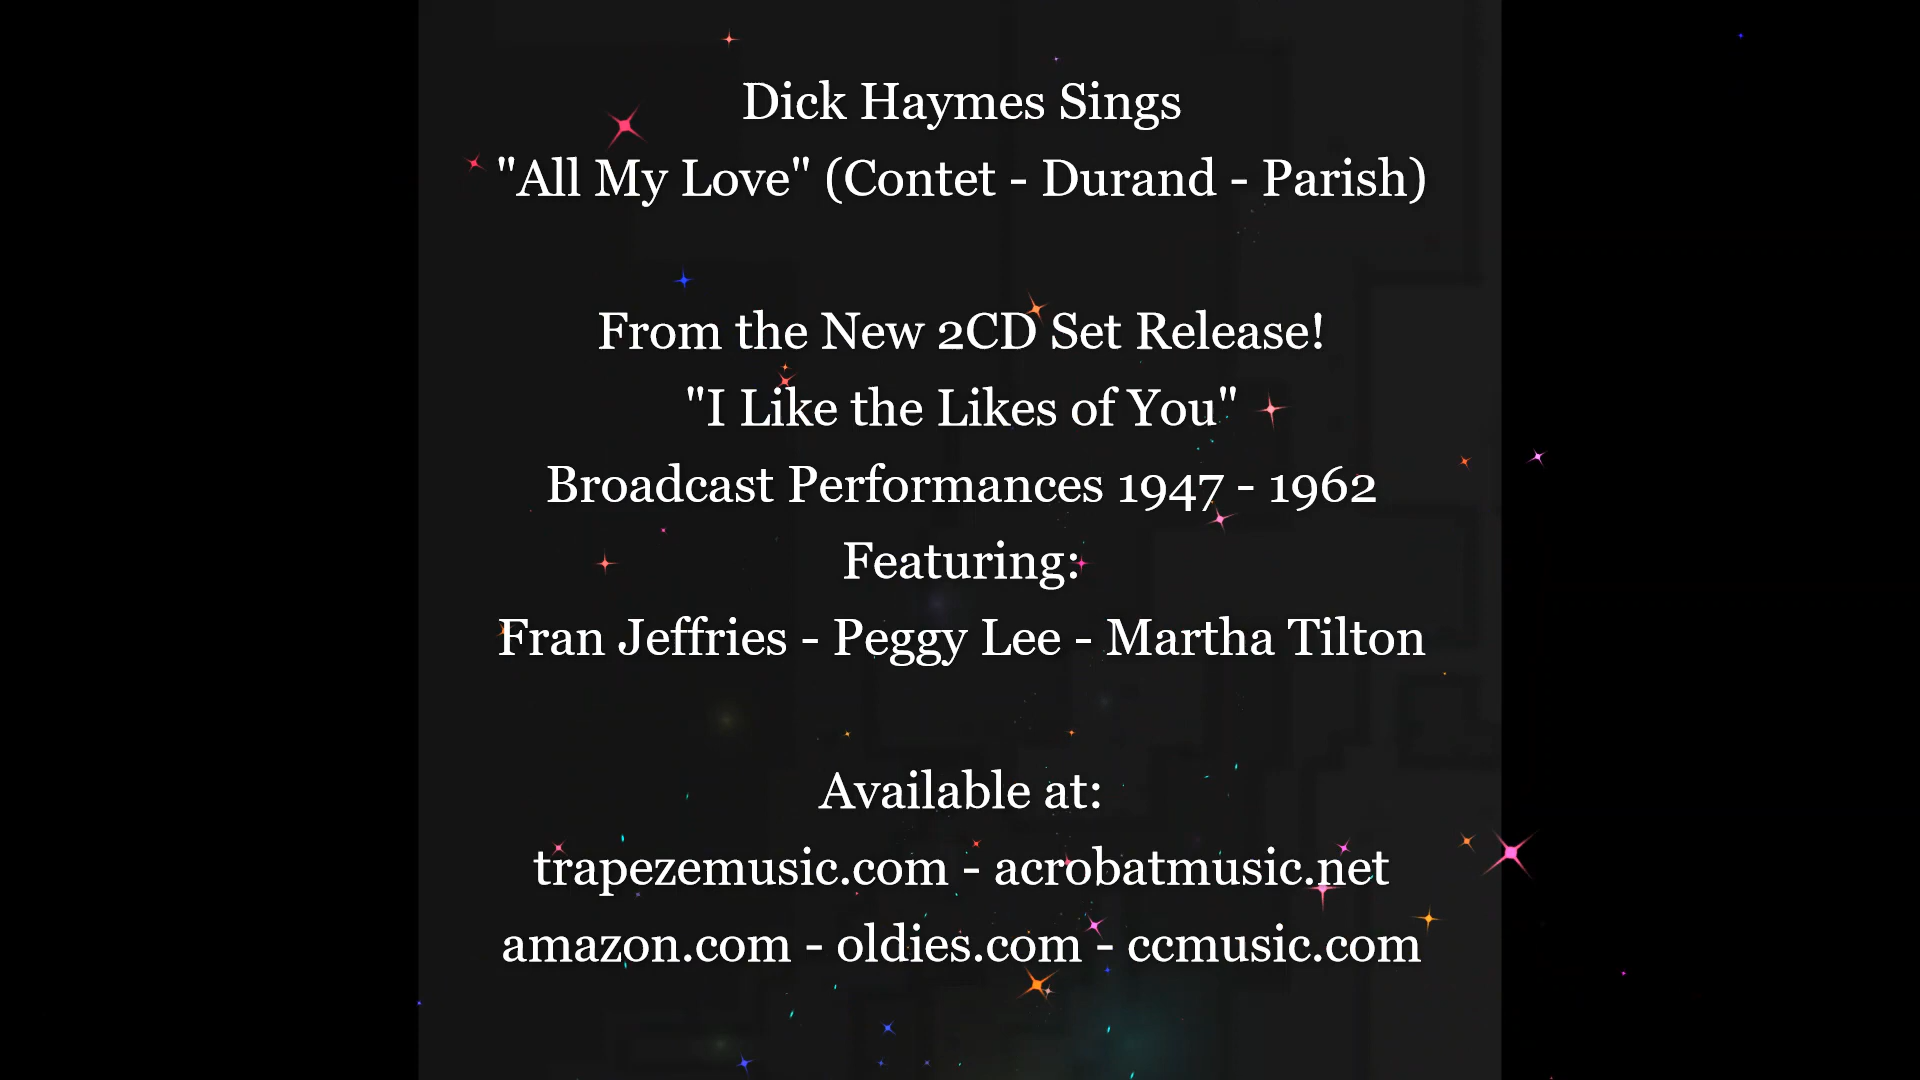 Dick Haymes Sings
"All My Love" (Contet - Durand - Parish)
From the New 2CD Set Release!
"I Like the Likes of You"
Broadcast Performances 1947 - 1962
Featuring:
Fran Jeffries - Peggy Lee - Martha Tilton
Available at:
trapezemusic.com - acrobatmusic.net
amazon.com - oldies.com - ccmusic.com